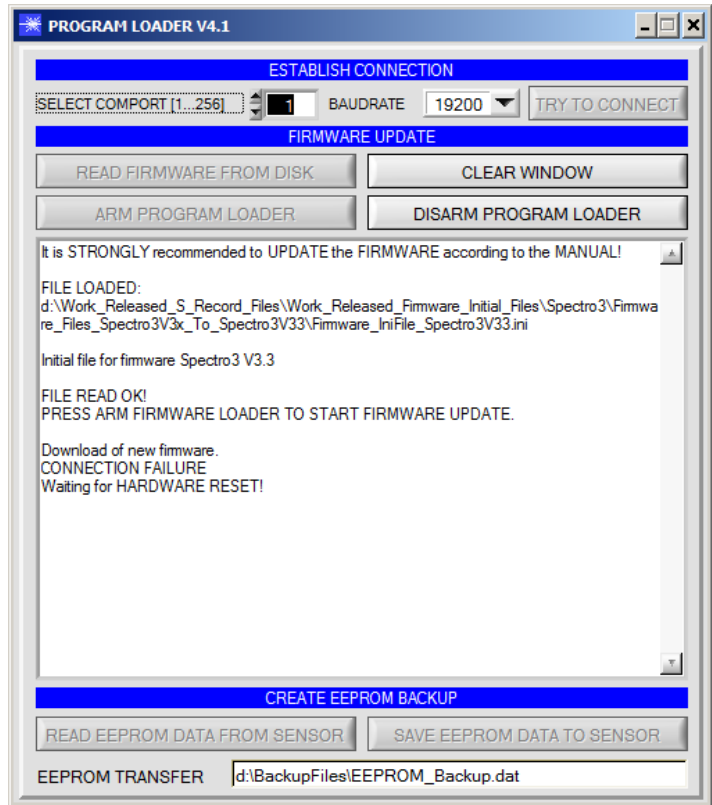 PROGRAM LOADER V4.1
ESTABLISH CONNECTION
SELECT COMPORT [1...256] 1 BAUDRATE 19200 TRY TO CONNECT
FIRMWARE UPDATE
READ FIRMWARE FROM DISK CLEAR WINDOW
ARM PROGRAM LOADER DISARM PROGRAM LOADER
It is STRONGLY recommended to UPDATE the FIRMWARE according to the MANUAL!
FILE LOADED:
d:\Work_Released_S_Record_Files\Work_Released_Firmware_Initial_Files\Spectro3\Firmwa
re_Files_Spectro3V3x_To_Spectro3V33\Firmware_IniFile_Spectro3V33.ini
Initial file for firmware Spectro3 V3.3
FILE READ OK!
PRESS ARM FIRMWARE LOADER TO START FIRMWARE UPDATE.
Download of new firmware.
CONNECTION FAILURE
Waiting for HARDWARE RESET!
CREATE EEPROM BACKUP
READ EEPROM DATA FROM SENSOR SAVE EEPROM DATA TO SENSOR
EEPROM TRANSFER d:\BackupFiles\EEPROM_Backup.dat